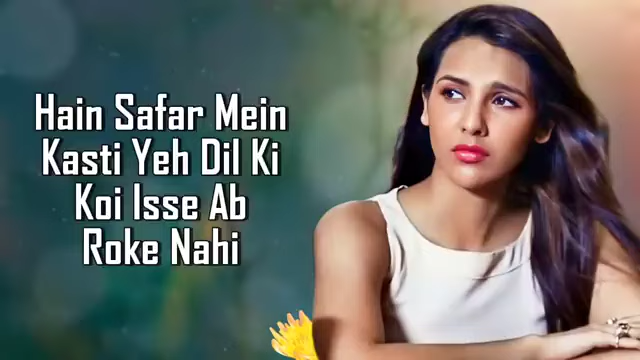 Hain Safar Mein
Kasti Yeh Dil Ki
Koi Isse Ab
Roke Nahi